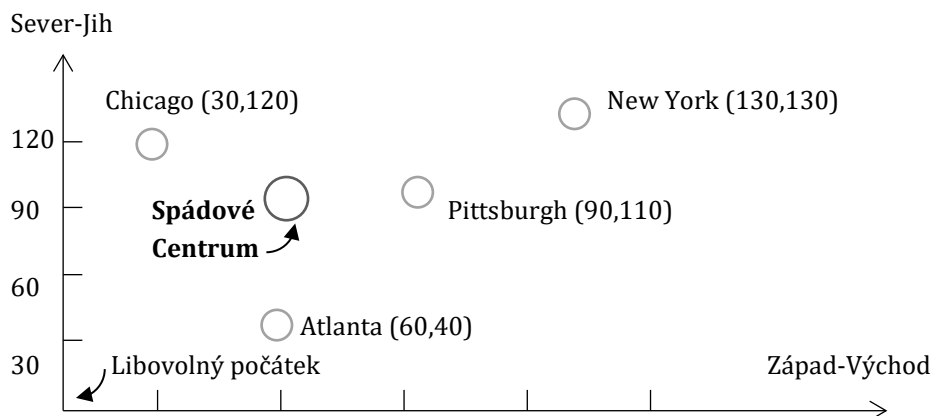 Sever-Jih
Chicago (30,120)
New York (130,130)
120
90
Spádové
Centrum
Pittsburgh (90,110)
60
Atlanta (60,40)
30
Libovolný počátek
Západ-Východ